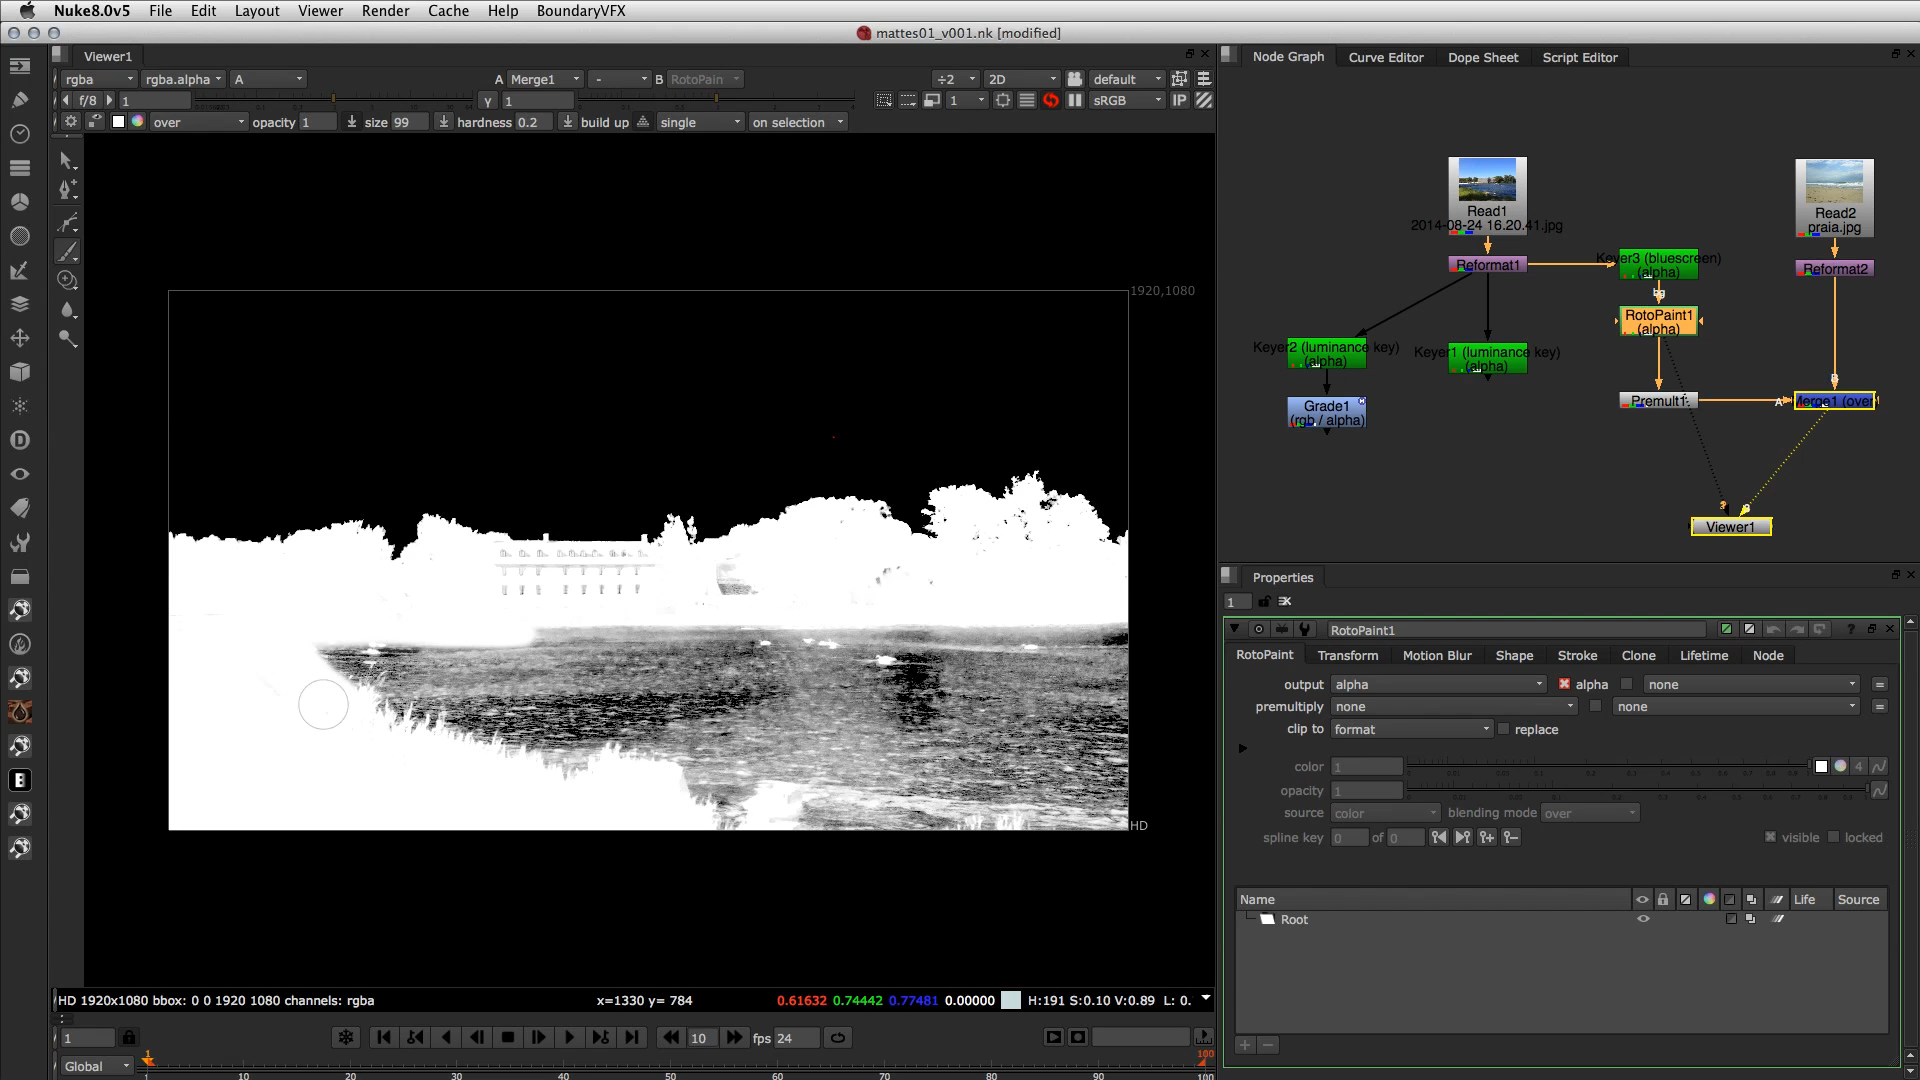 Nuke8.0v5 File Edit Layout Viewer Render Cache Help BoundaryVFX
mattes01_v001.nk [modified]
Viewer1
rgba rgba.alpha A A Merge1 - B RotoPain ÷2 2D default
f/8 1 γ 1 1 sRGB IP
over opacity 1 size 99 hardness 0.2 build up single on selection
1920,1080
HD
HD 1920x1080 bbox: 0 0 1920 1080 channels: rgba x=1330 y= 784 0.61632 0.74442 0.77481 0.00000 H:191 S:0.10 V:0.89 L: 0.
1 10 fps 24
Global 1 1 10 20 30 40 50 60 70 80 90 100 100
Node Graph Curve Editor Dope Sheet Script Editor
Read1
2014-08-24 16.20.41.jpg
Read2
praia.jpg
Reformat1
Keyer3 (bluescreen)
(alpha)
Reformat2
bg
RotoPaint1
(alpha)
Keyer2 (luminance key)
(alpha)
Keyer1 (luminance key)
(alpha)
B
Grade1
(rgb / alpha)
Premult1
A
Merge1 (over
Viewer1
Properties
1
RotoPaint1
RotoPaint Transform Motion Blur Shape Stroke Clone Lifetime Node
output alpha alpha none =
premultiply none none =
clip to format replace
color 1 4
opacity 1
source color blending mode over
spline key 0 of 0 visible locked
Name Life Source
Root